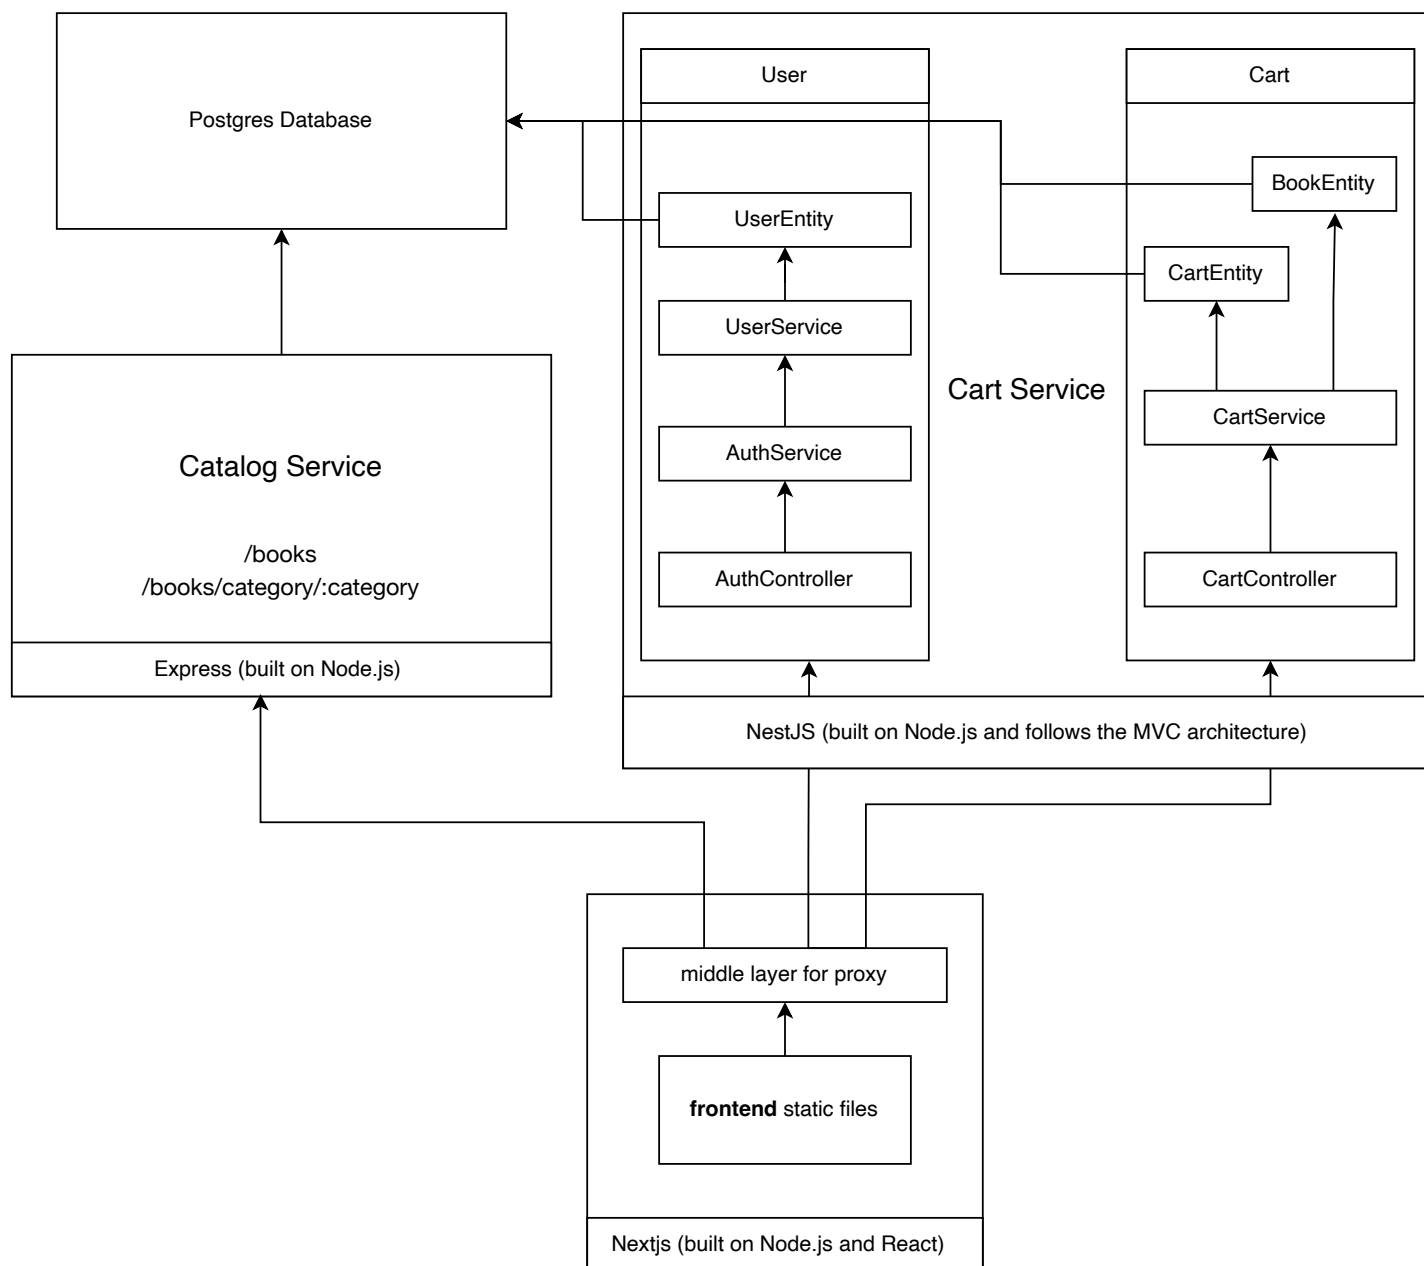 Postgres Database
User
Cart
UserEntity
BookEntity
CartEntity
UserService
Cart Service
CartService
AuthService
AuthController
CartController
Catalog Service
/books
/books/category/:category
Express (built on Node.js)
NestJS (built on Node.js and follows the MVC architecture)
middle layer for proxy
frontend static files
Nextjs (built on Node.js and React)